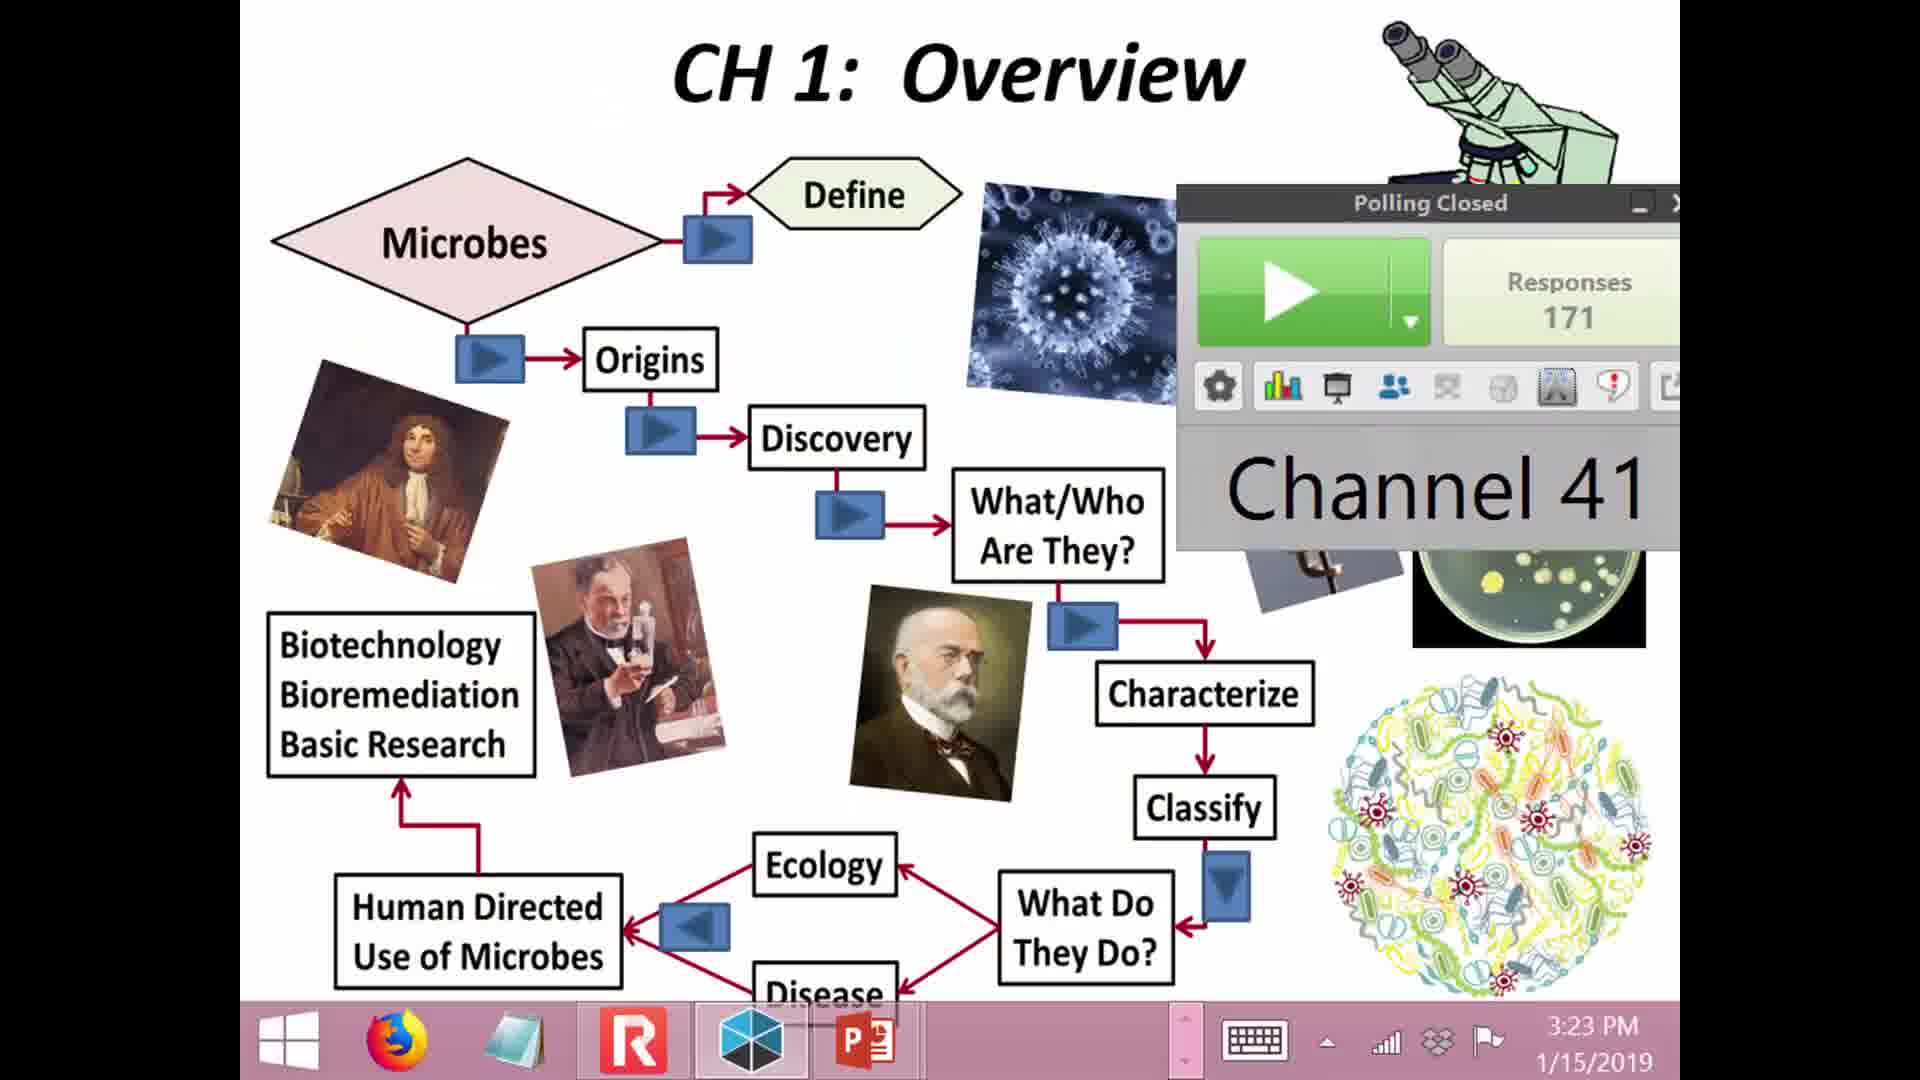 CH 1: Overview
Microbes
Define
Polling Closed
Responses
171
Origins
Discovery
Channel 41
What/Who
Are They?
Biotechnology
Bioremediation
Basic Research
Characterize
Classify
Ecology
Human Directed
Use of Microbes
What Do
They Do?
Disease
3:23 PM
1/15/2019